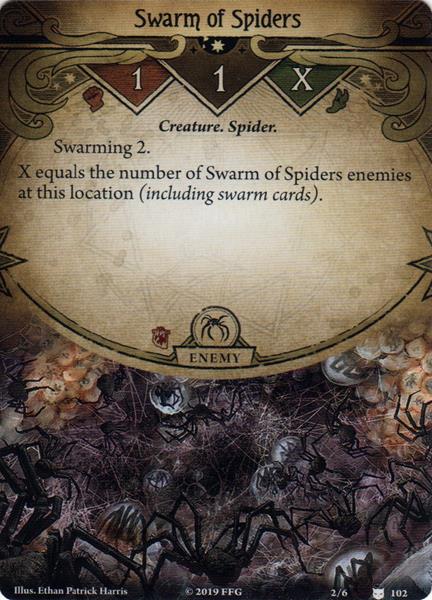 Swarm of Spiders
1 1 X
Creature. Spider.
Swarming 2.
X equals the number of Swarm of Spiders enemies
at this location (including swarm cards).
ENEMY
Illus. Ethan Patrick Harris © 2019 FFG 2/6 102